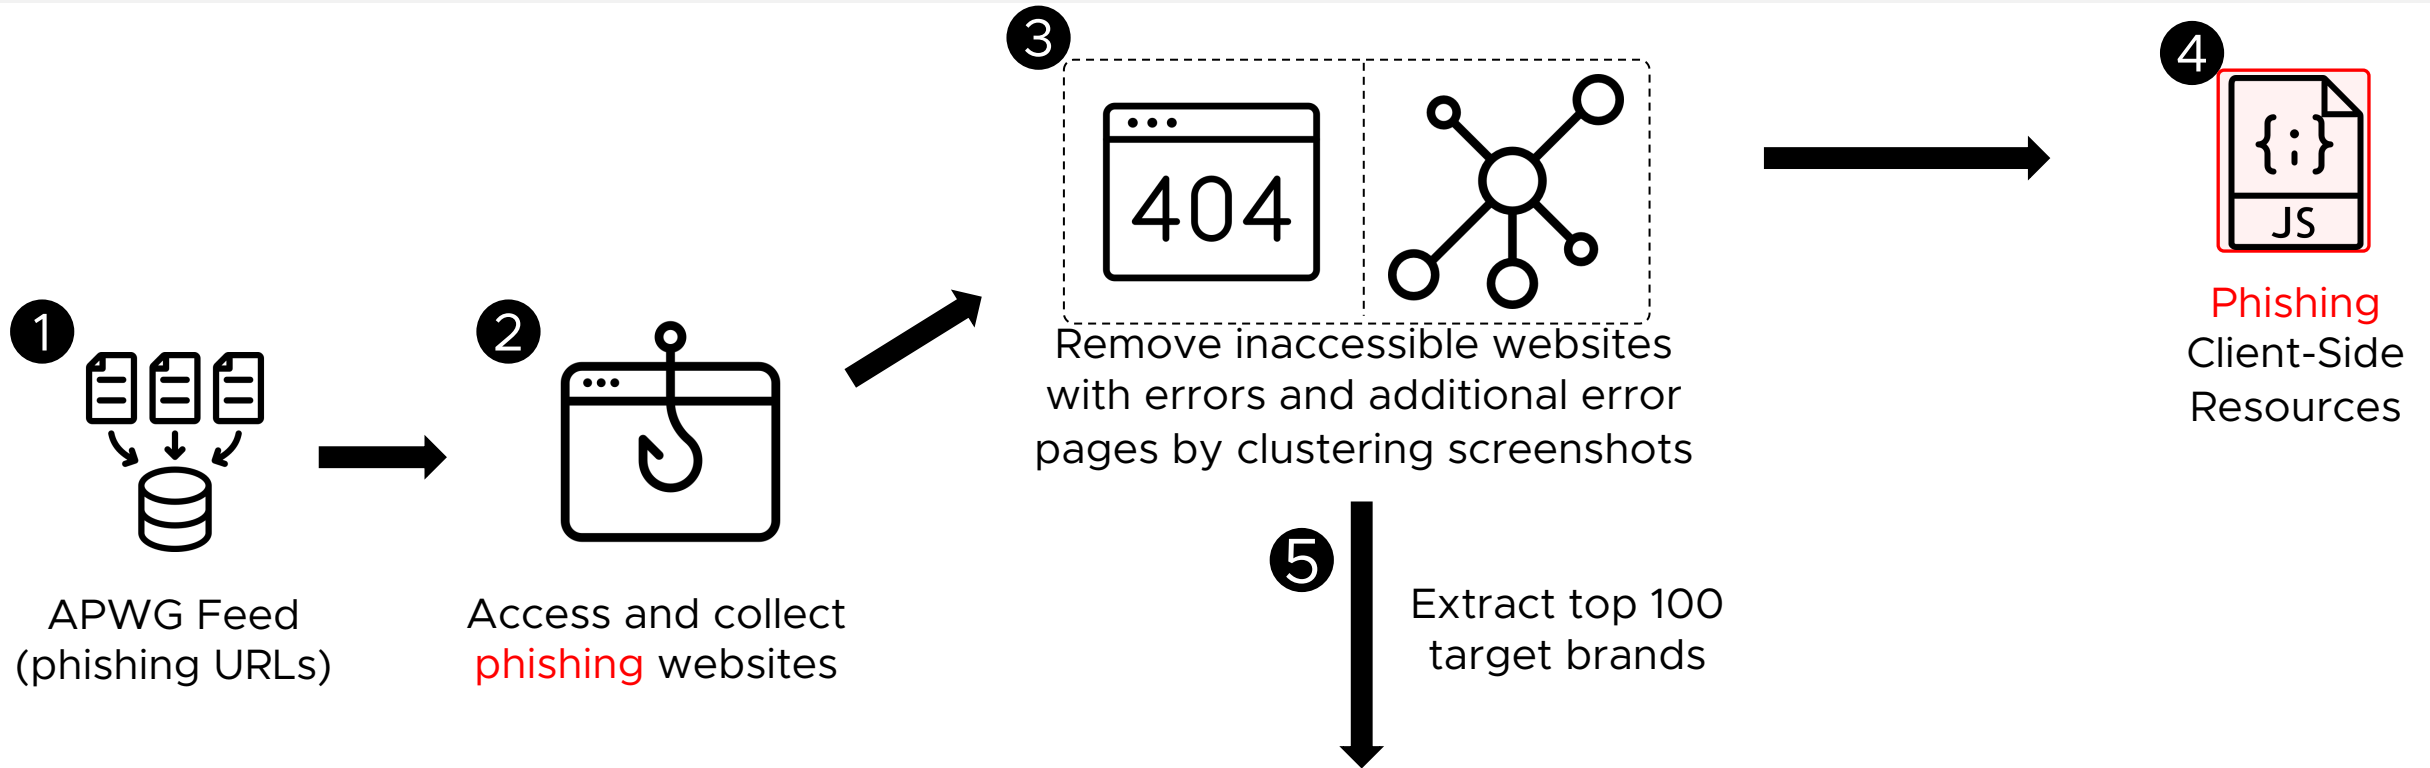 1
APWG Feed
(phishing URLs)
2
Access and collect
phishing websites
3
404
Remove inaccessible websites
with errors and additional error
pages by clustering screenshots
4
{;}
JS
Phishing
Client-Side
Resources
5
Extract top 100
target brands